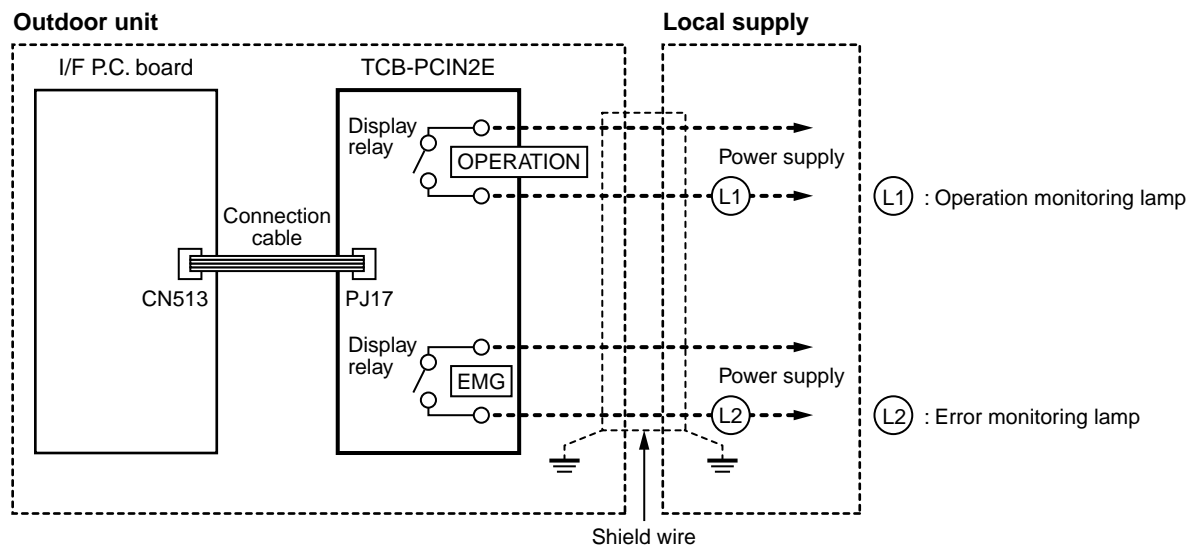 Outdoor unit
Local supply
I/F P.C. board
TCB-PCIN2E
Display
relay
OPERATION
Power supply
L1
L1 : Operation monitoring lamp
Connection
cable
CN513
PJ17
Display
relay
EMG
Power supply
L2
L2 : Error monitoring lamp
Shield wire